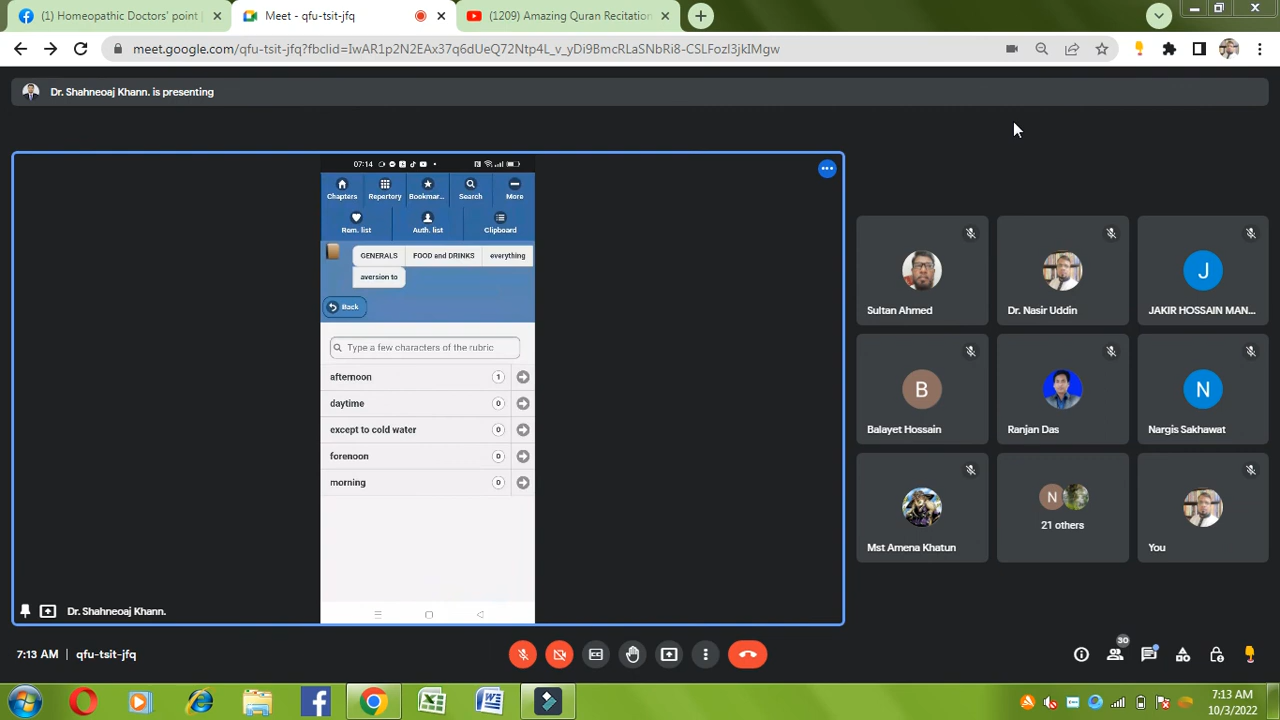 (1) Homeopathic Doctors' point |
Meet - qfu-tsit-jfq
(1209) Amazing Quran Recitation
meet.google.com/qfu-tsit-jfq?fbclid=IwAR1p2N2EAx37q6dUeQ72Nfp4L_v_yDi9BmcRLaSNbRi8-CSLFozl3jkIMgw
Dr. Shahneoaj Khann. is presenting
07:14
Chapters
Repertory
Bookmar...
Search
More
Rem. list
Auth. list
Clipboard
GENERALS
FOOD and DRINKS
everything
aversion to
Back
Type a few characters of the rubric
afternoon 1
daytime 0
except to cold water 0
forenoon 0
morning 0
Dr. Shahneoaj Khann.
Sultan Ahmed
Dr. Nasir Uddin
J
JAKIR HOSSAIN MAN...
B
Balayet Hossain
Ranjan Das
N
Nargis Sakhawat
Mst Amena Khatun
N
21 others
You
7:13 AM | qfu-tsit-jfq
30
7:13 AM
10/3/2022